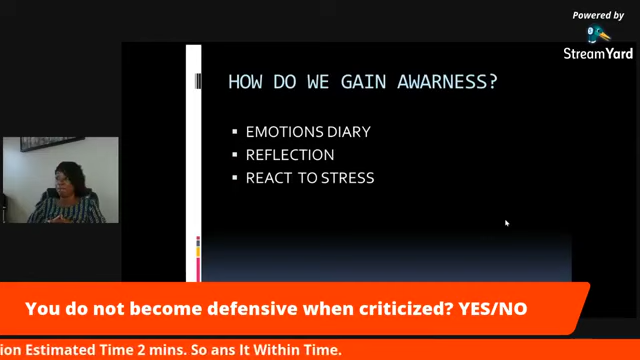 Powered by
StreamYard
HOW DO WE GAIN AWARNESS?
EMOTIONS DIARY
REFLECTION
REACT TO STRESS
You do not become defensive when criticized? YES/NO
ion Estimated Time 2 mins. So ans It Within Time.